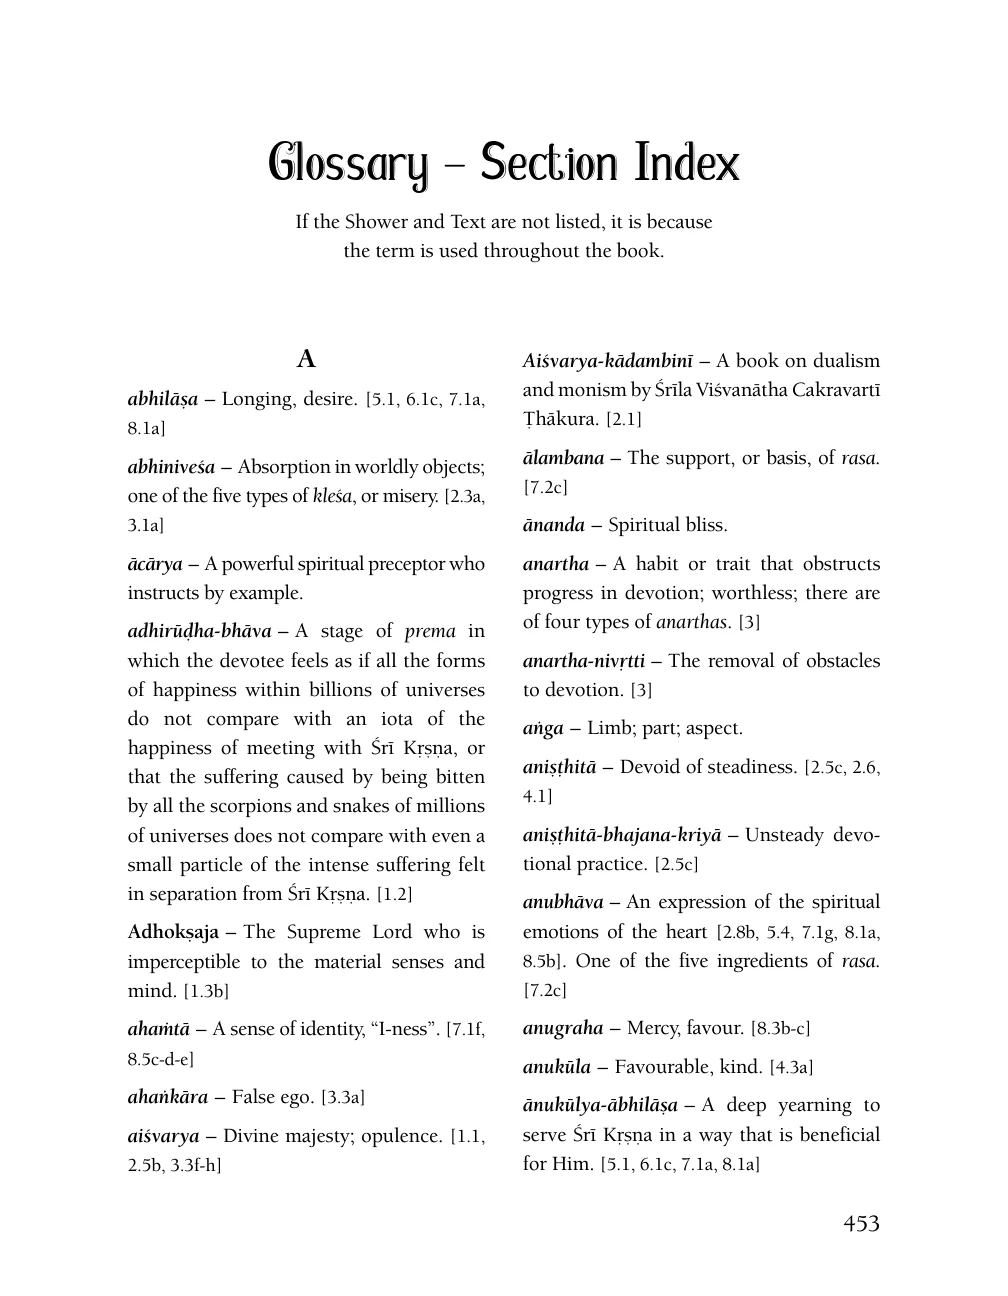 Glossary – Section Index
If the Shower and Text are not listed, it is because
the term is used throughout the book.
A
abhilāṣa – Longing, desire. [5.1, 6.1c, 7.1a,
8.1a]
abhiniveśa – Absorption in worldly objects;
one of the five types of kleśa, or misery. [2.3a,
3.1a]
ācārya – A powerful spiritual preceptor who
instructs by example.
adhirūḍha-bhāva – A stage of prema in
which the devotee feels as if all the forms
of happiness within billions of universes
do not compare with an iota of the
happiness of meeting with Śrī Kṛṣṇa, or
that the suffering caused by being bitten
by all the scorpions and snakes of millions
of universes does not compare with even a
small particle of the intense suffering felt
in separation from Śrī Kṛṣṇa. [1.2]
Adhokṣaja – The Supreme Lord who is
imperceptible to the material senses and
mind. [1.3b]
ahaṁtā – A sense of identity, “I-ness”. [7.1f,
8.5c-d-e]
ahaṅkāra – False ego. [3.3a]
aiśvarya – Divine majesty; opulence. [1.1,
2.5b, 3.3f-h]
Aiśvarya-kādambinī – A book on dualism
and monism by Śrīla Viśvanātha Cakravartī
Ṭhākura. [2.1]
ālambana – The support, or basis, of rasa.
[7.2c]
ānanda – Spiritual bliss.
anartha – A habit or trait that obstructs
progress in devotion; worthless; there are
of four types of anarthas. [3]
anartha-nivṛtti – The removal of obstacles
to devotion. [3]
aṅga – Limb; part; aspect.
aniṣṭhitā – Devoid of steadiness. [2.5c, 2.6,
4.1]
aniṣṭhitā-bhajana-kriyā – Unsteady devo-
tional practice. [2.5c]
anubhāva – An expression of the spiritual
emotions of the heart [2.8b, 5.4, 7.1g, 8.1a,
8.5b]. One of the five ingredients of rasa.
[7.2c]
anugraha – Mercy, favour. [8.3b-c]
anukūla – Favourable, kind. [4.3a]
ānukūlya-ābhilāṣa – A deep yearning to
serve Śrī Kṛṣṇa in a way that is beneficial
for Him. [5.1, 6.1c, 7.1a, 8.1a]
453